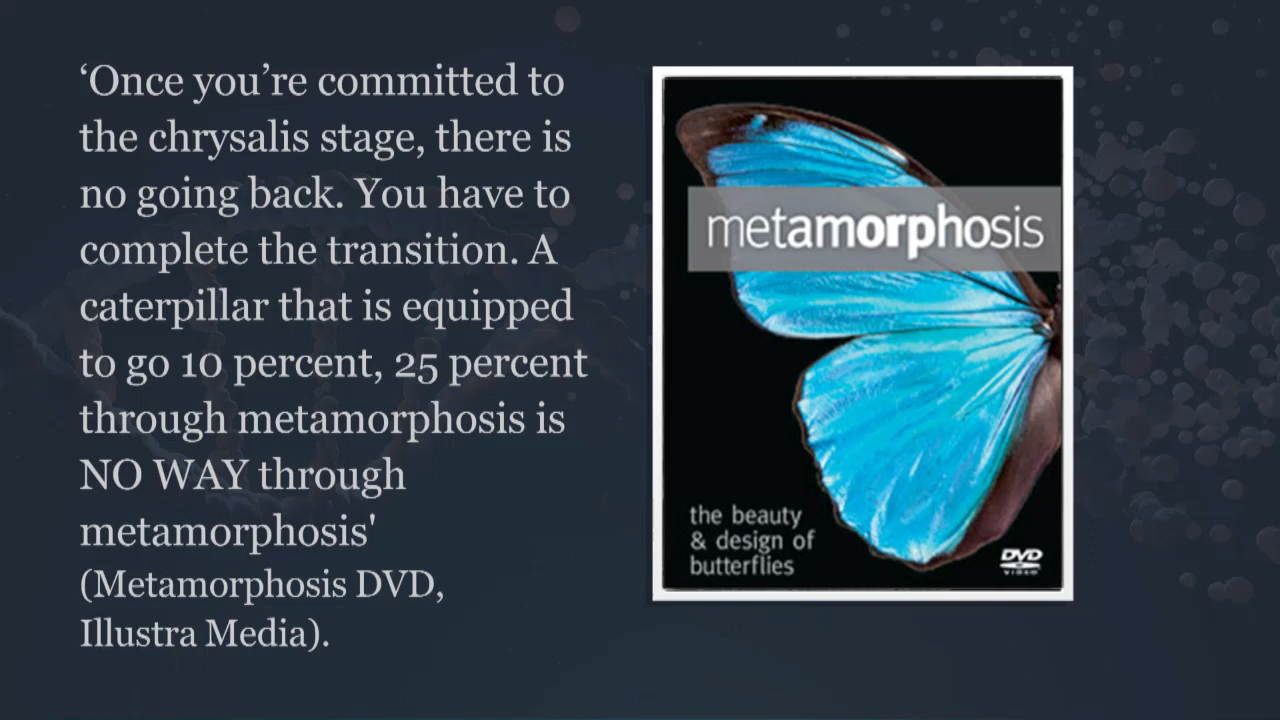 ‘Once you’re committed to
the chrysalis stage, there is
no going back. You have to
complete the transition. A
caterpillar that is equipped
to go 10 percent, 25 percent
through metamorphosis is
NO WAY through
metamorphosis'
(Metamorphosis DVD,
Illustra Media).
metamorphosis
the beauty
& design of
butterflies
DVD
VIDEO